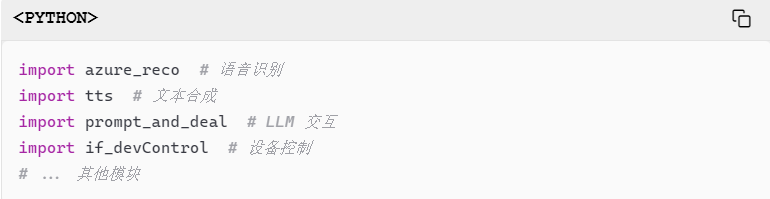 <PYTHON>
import azure_reco  # 语音识别
import tts  # 文本合成
import prompt_and_deal  # LLM 交互
import if_devControl  # 设备控制
# ... 其他模块